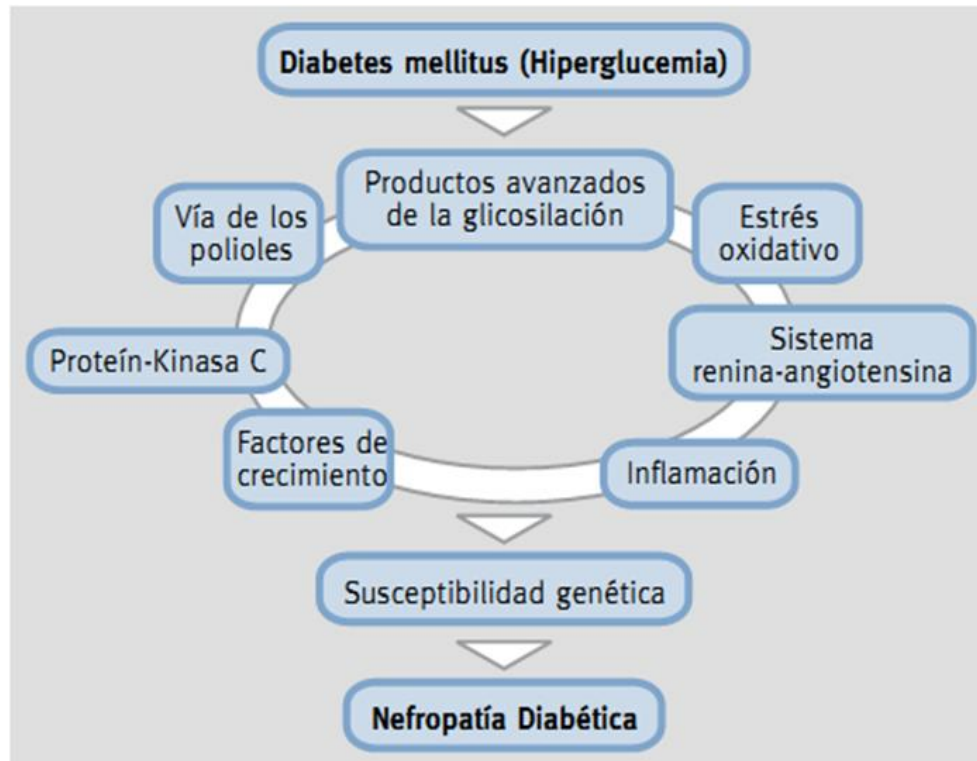 Diabetes mellitus (Hiperglucemia)
Productos avanzados
de la glicosilación
Vía de los
polioles
Estrés
oxidativo
Proteín-Kinasa C
Sistema
renina-angiotensina
Factores de
crecimiento
Inflamación
Susceptibilidad genética
Nefropatía Diabética